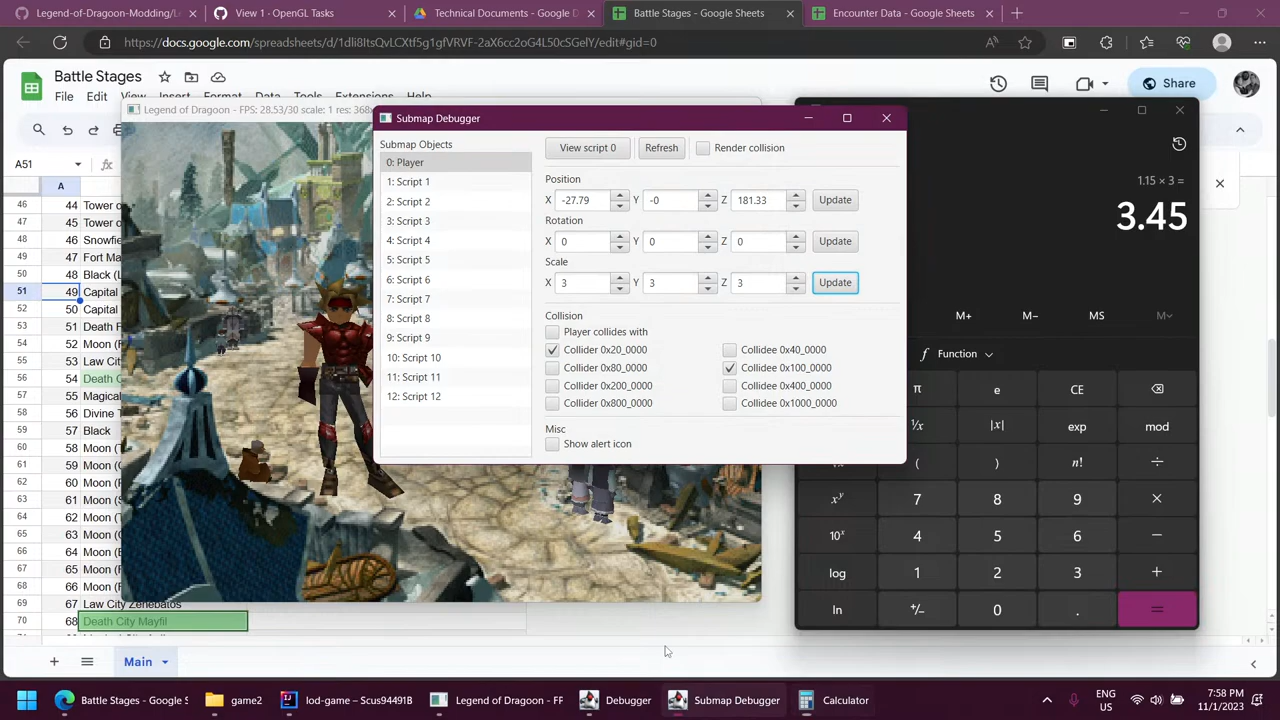 Legend-of-Dragoon-Modding/L
View 1 · OpenGL Tasks
Technical Documents - Google D
Battle Stages - Google Sheets
Encounter Data - Google Sheets
https://docs.google.com/spreadsheets/d/1dli8ItsQvLCXtf5g1gfVRVF-2aX6cc2oG4L50cSGeIY/edit#gid=0
Battle Stages
File Edit View Insert Format Data Tools Extensions Help
Share
Legend of Dragoon - FPS: 28.53/30 scale: 1 res: 368x
A51
A
46 44 Tower o
47 45 Tower o
48 46 Snowfie
49 47 Fort Ma
50 48 Black (L
51 49 Capital
52 50 Capital
53 51 Death F
54 52 Moon (
55 53 Law Cit
56 54 Death C
57 55 Magical
58 56 Divine T
59 57 Black
60 58 Moon (
61 59 Moon (
62 60 Moon (
63 61 Moon (S
64 62 Moon (T
65 63 Moon (
66 64 Moon (E
67 65 Moon (F
68 66 Moon (F
69 67 Law City Zenebatos
70 68 Death City Mayfil
Main
Submap Debugger
Submap Objects
0: Player
1: Script 1
2: Script 2
3: Script 3
4: Script 4
5: Script 5
6: Script 6
7: Script 7
8: Script 8
9: Script 9
10: Script 10
11: Script 11
12: Script 12
View script 0 Refresh Render collision
Position
X -27.79 Y -0 Z 181.33 Update
Rotation
X 0 Y 0 Z 0 Update
Scale
X 3 Y 3 Z 3 Update
Collision
Player collides with
Collider 0x20_0000 Collidee 0x40_0000
Collider 0x80_0000 Collidee 0x100_0000
Collider 0x200_0000 Collidee 0x400_0000
Collider 0x800_0000 Collidee 0x1000_0000
Misc
Show alert icon
1.15 × 3 =
3.45
M+ M− MS M
Function
π e CE
¹/x |x| exp mod
( ) n! ÷
xʸ 7 8 9 ×
10ˣ 4 5 6 −
log 1 2 3 +
ln +/− 0 . =
Battle Stages - Google S
game2
lod-game – Scus94491B
Legend of Dragoon - FF
Debugger
Submap Debugger
Calculator
ENG
US
7:58 PM
11/1/2023